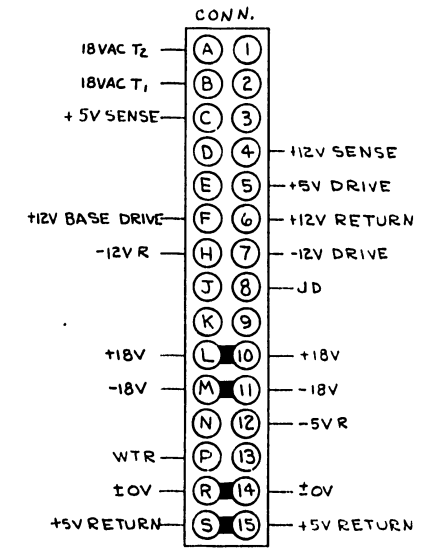 CONN.
18VAC T2 A 1
18VAC T1 B 2
+5V SENSE C 3
D 4 +12V SENSE
E 5 +5V DRIVE
+12V BASE DRIVE F 6 +12V RETURN
-12V R H 7 -12V DRIVE
J 8 JD
K 9
+18V L 10 +18V
-18V M 11 -18V
N 12 -5V R
WTR P 13
±0V R 14 ±0V
+5V RETURN S 15 +5V RETURN